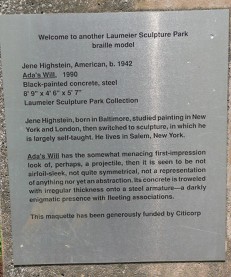 Welcome to another Laumeier Sculpture Park
braille model
Jene Highstein, American, b. 1942
Ada's Will, 1990
Black-painted concrete, steel
8' 9" x 4' 6" x 5' 7"
Laumeier Sculpture Park Collection
Jene Highstein, born in Baltimore, studied painting in
New York and London, then switched to sculpture, in which he
is largely self-taught. He lives in Salem, New York.
Ada's Will has the somewhat menacing first-impression
look of, perhaps, a projectile, then it is seen to be not
airfoil-sleek, not quite symmetrical, not a representation
of anything nor yet an abstraction. Its concrete is troweled
with irregular thickness onto a steel armature—a darkly
enigmatic presence with fleeting associations.
This maquette has been generously funded by Citicorp